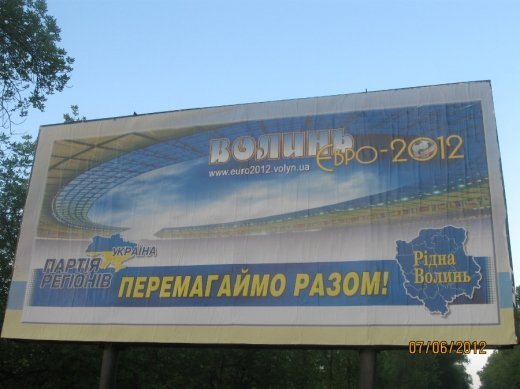 ВОЛИНЬ
ЄВРО-2012
www.euro2012.volyn.ua
УКРАЇНА
ПАРТІЯ
РЕГІОНІВ
ПЕРЕМАГАЙМО РАЗОМ!
Рідна
Волинь
07/06/2012